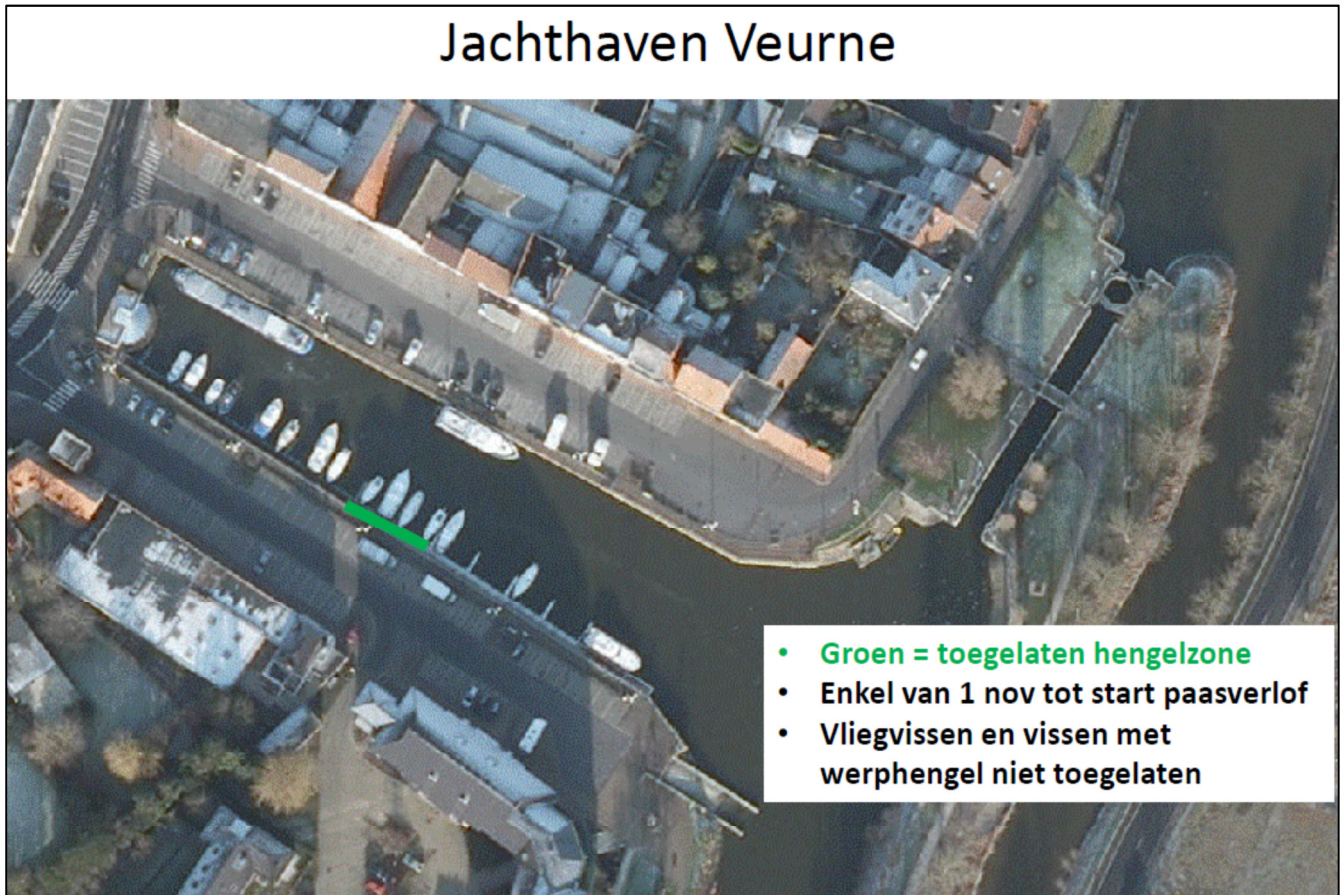 Jachthaven Veurne
• Groen = toegelaten hengelzone
• Enkel van 1 nov tot start paasverlof
• Vliegvissen en vissen met
werphengel niet toegelaten